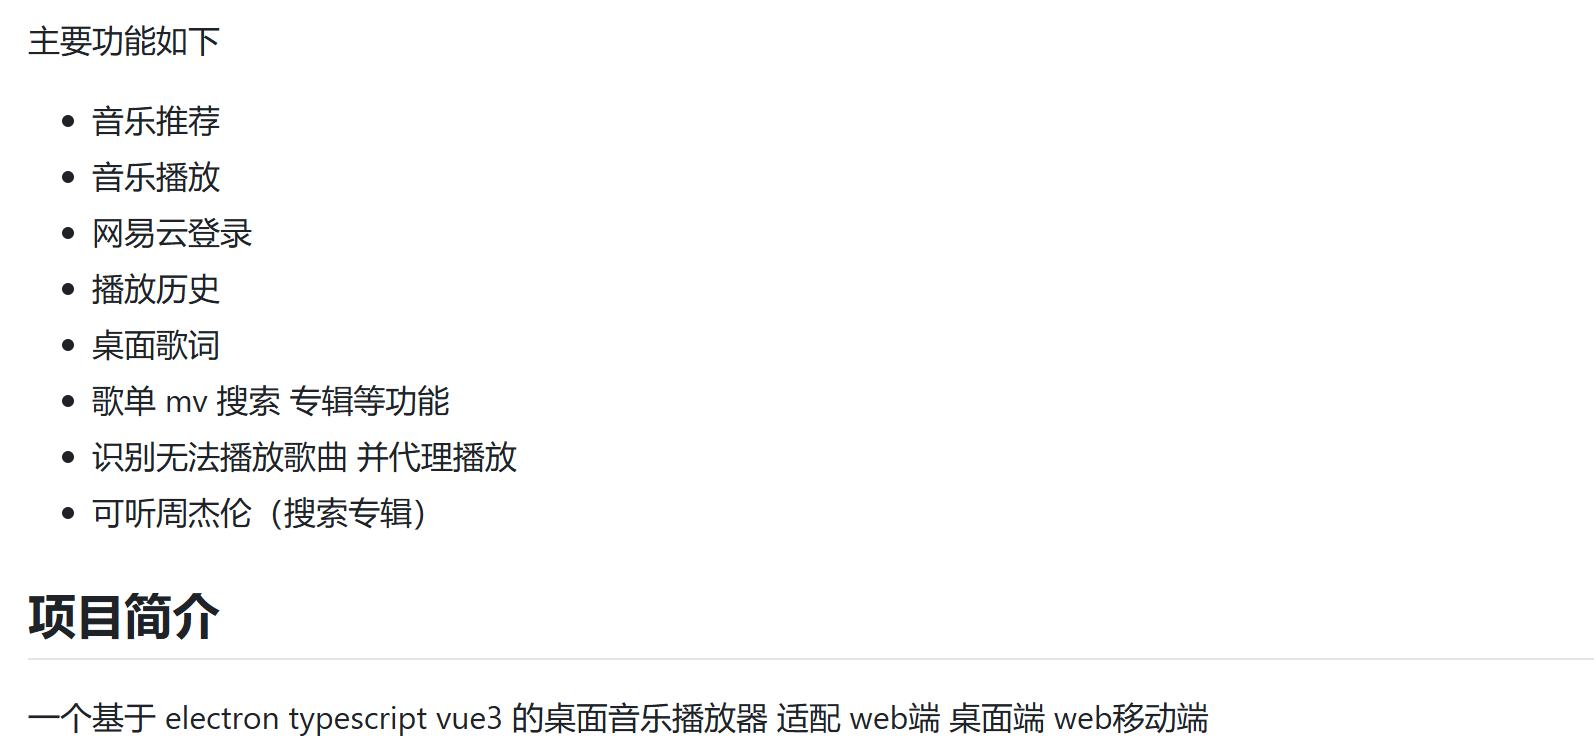 主要功能如下
音乐推荐
音乐播放
网易云登录
播放历史
桌面歌词
歌单 mv 搜索 专辑等功能
识别无法播放歌曲 并代理播放
可听周杰伦（搜索专辑）
项目简介
一个基于 electron typescript vue3 的桌面音乐播放器 适配 web端 桌面端 web移动端